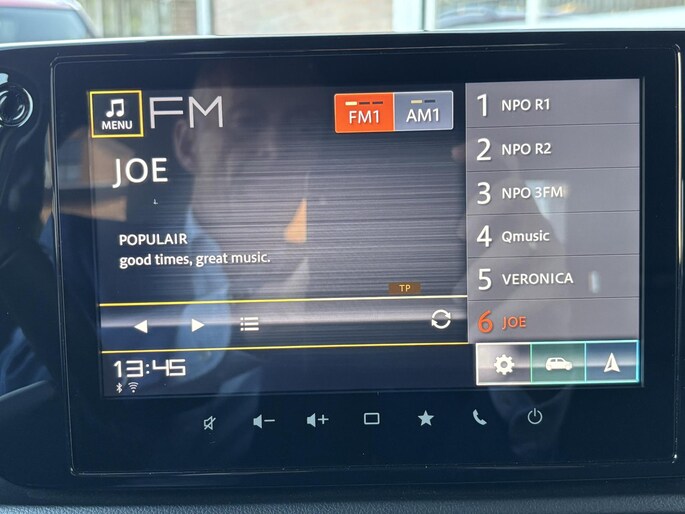 MENU
FM
FM1
AM1
JOE
POPULAIR
good times, great music.
TP
13:45
1 NPO R1
2 NPO R2
3 NPO 3FM
4 Qmusic
5 VERONICA
6 JOE